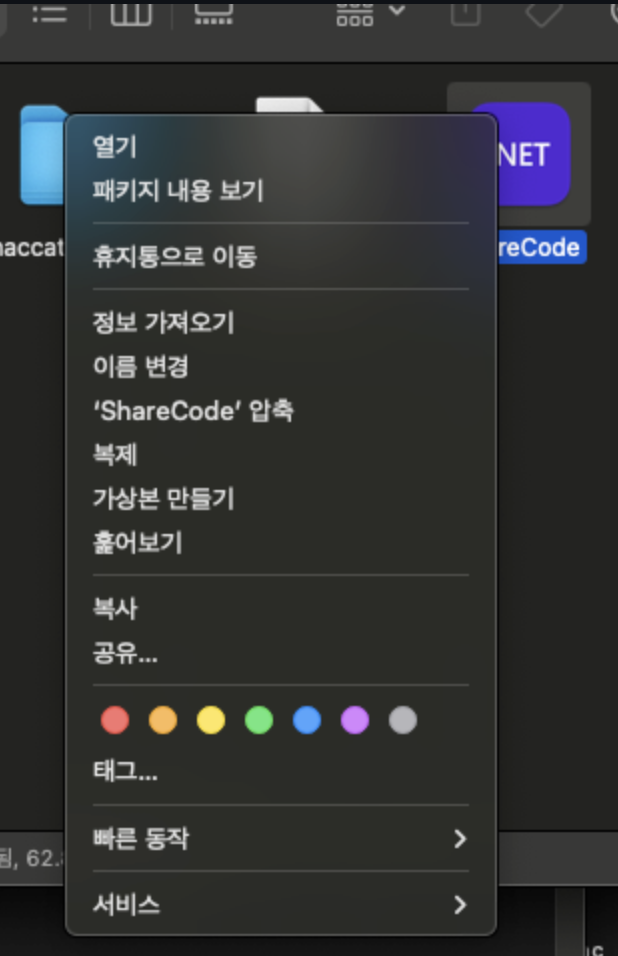 NET
열기
패키지 내용 보기
휴지통으로 이동
정보 가져오기
이름 변경
‘ShareCode’ 압축
복제
가상본 만들기
훑어보기
복사
공유...
태그...
빠른 동작
서비스
naccat
reCode
됨, 62.